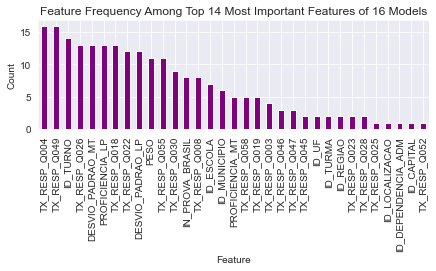 Feature Frequency Among Top 14 Most Important Features of 16 Models
Count
15
10
5
0
TX_RESP_Q004
TX_RESP_Q049
ID_TURNO
TX_RESP_Q026
DESVIO_PADRAO_MT
PROFICIENCIA_LP
TX_RESP_Q018
TX_RESP_Q022
DESVIO_PADRAO_LP
PESO
TX_RESP_Q055
TX_RESP_Q030
IN_PROVA_BRASIL
TX_RESP_Q008
ID_ESCOLA
ID_MUNICIPIO
PROFICIENCIA_MT
TX_RESP_Q058
TX_RESP_Q019
TX_RESP_Q003
TX_RESP_Q046
TX_RESP_Q047
TX_RESP_Q045
ID_UF
ID_TURMA
ID_REGIAO
TX_RESP_Q023
TX_RESP_Q028
TX_RESP_Q025
ID_LOCALIZACAO
ID_DEPENDENCIA_ADM
ID_CAPITAL
TX_RESP_Q052
Feature